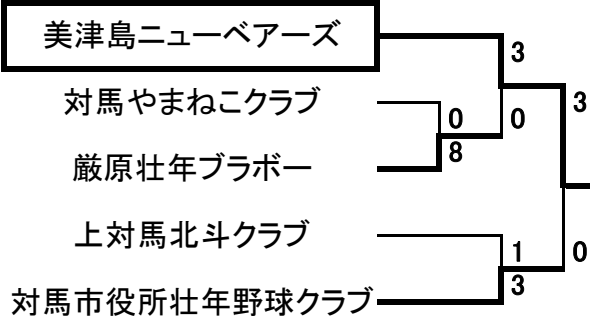 美津島ニューベアーズ
3
対馬やまねこクラブ
3
0
0
8
厳原壮年ブラボー
上対馬北斗クラブ
1
0
対馬市役所壮年野球クラブ
3